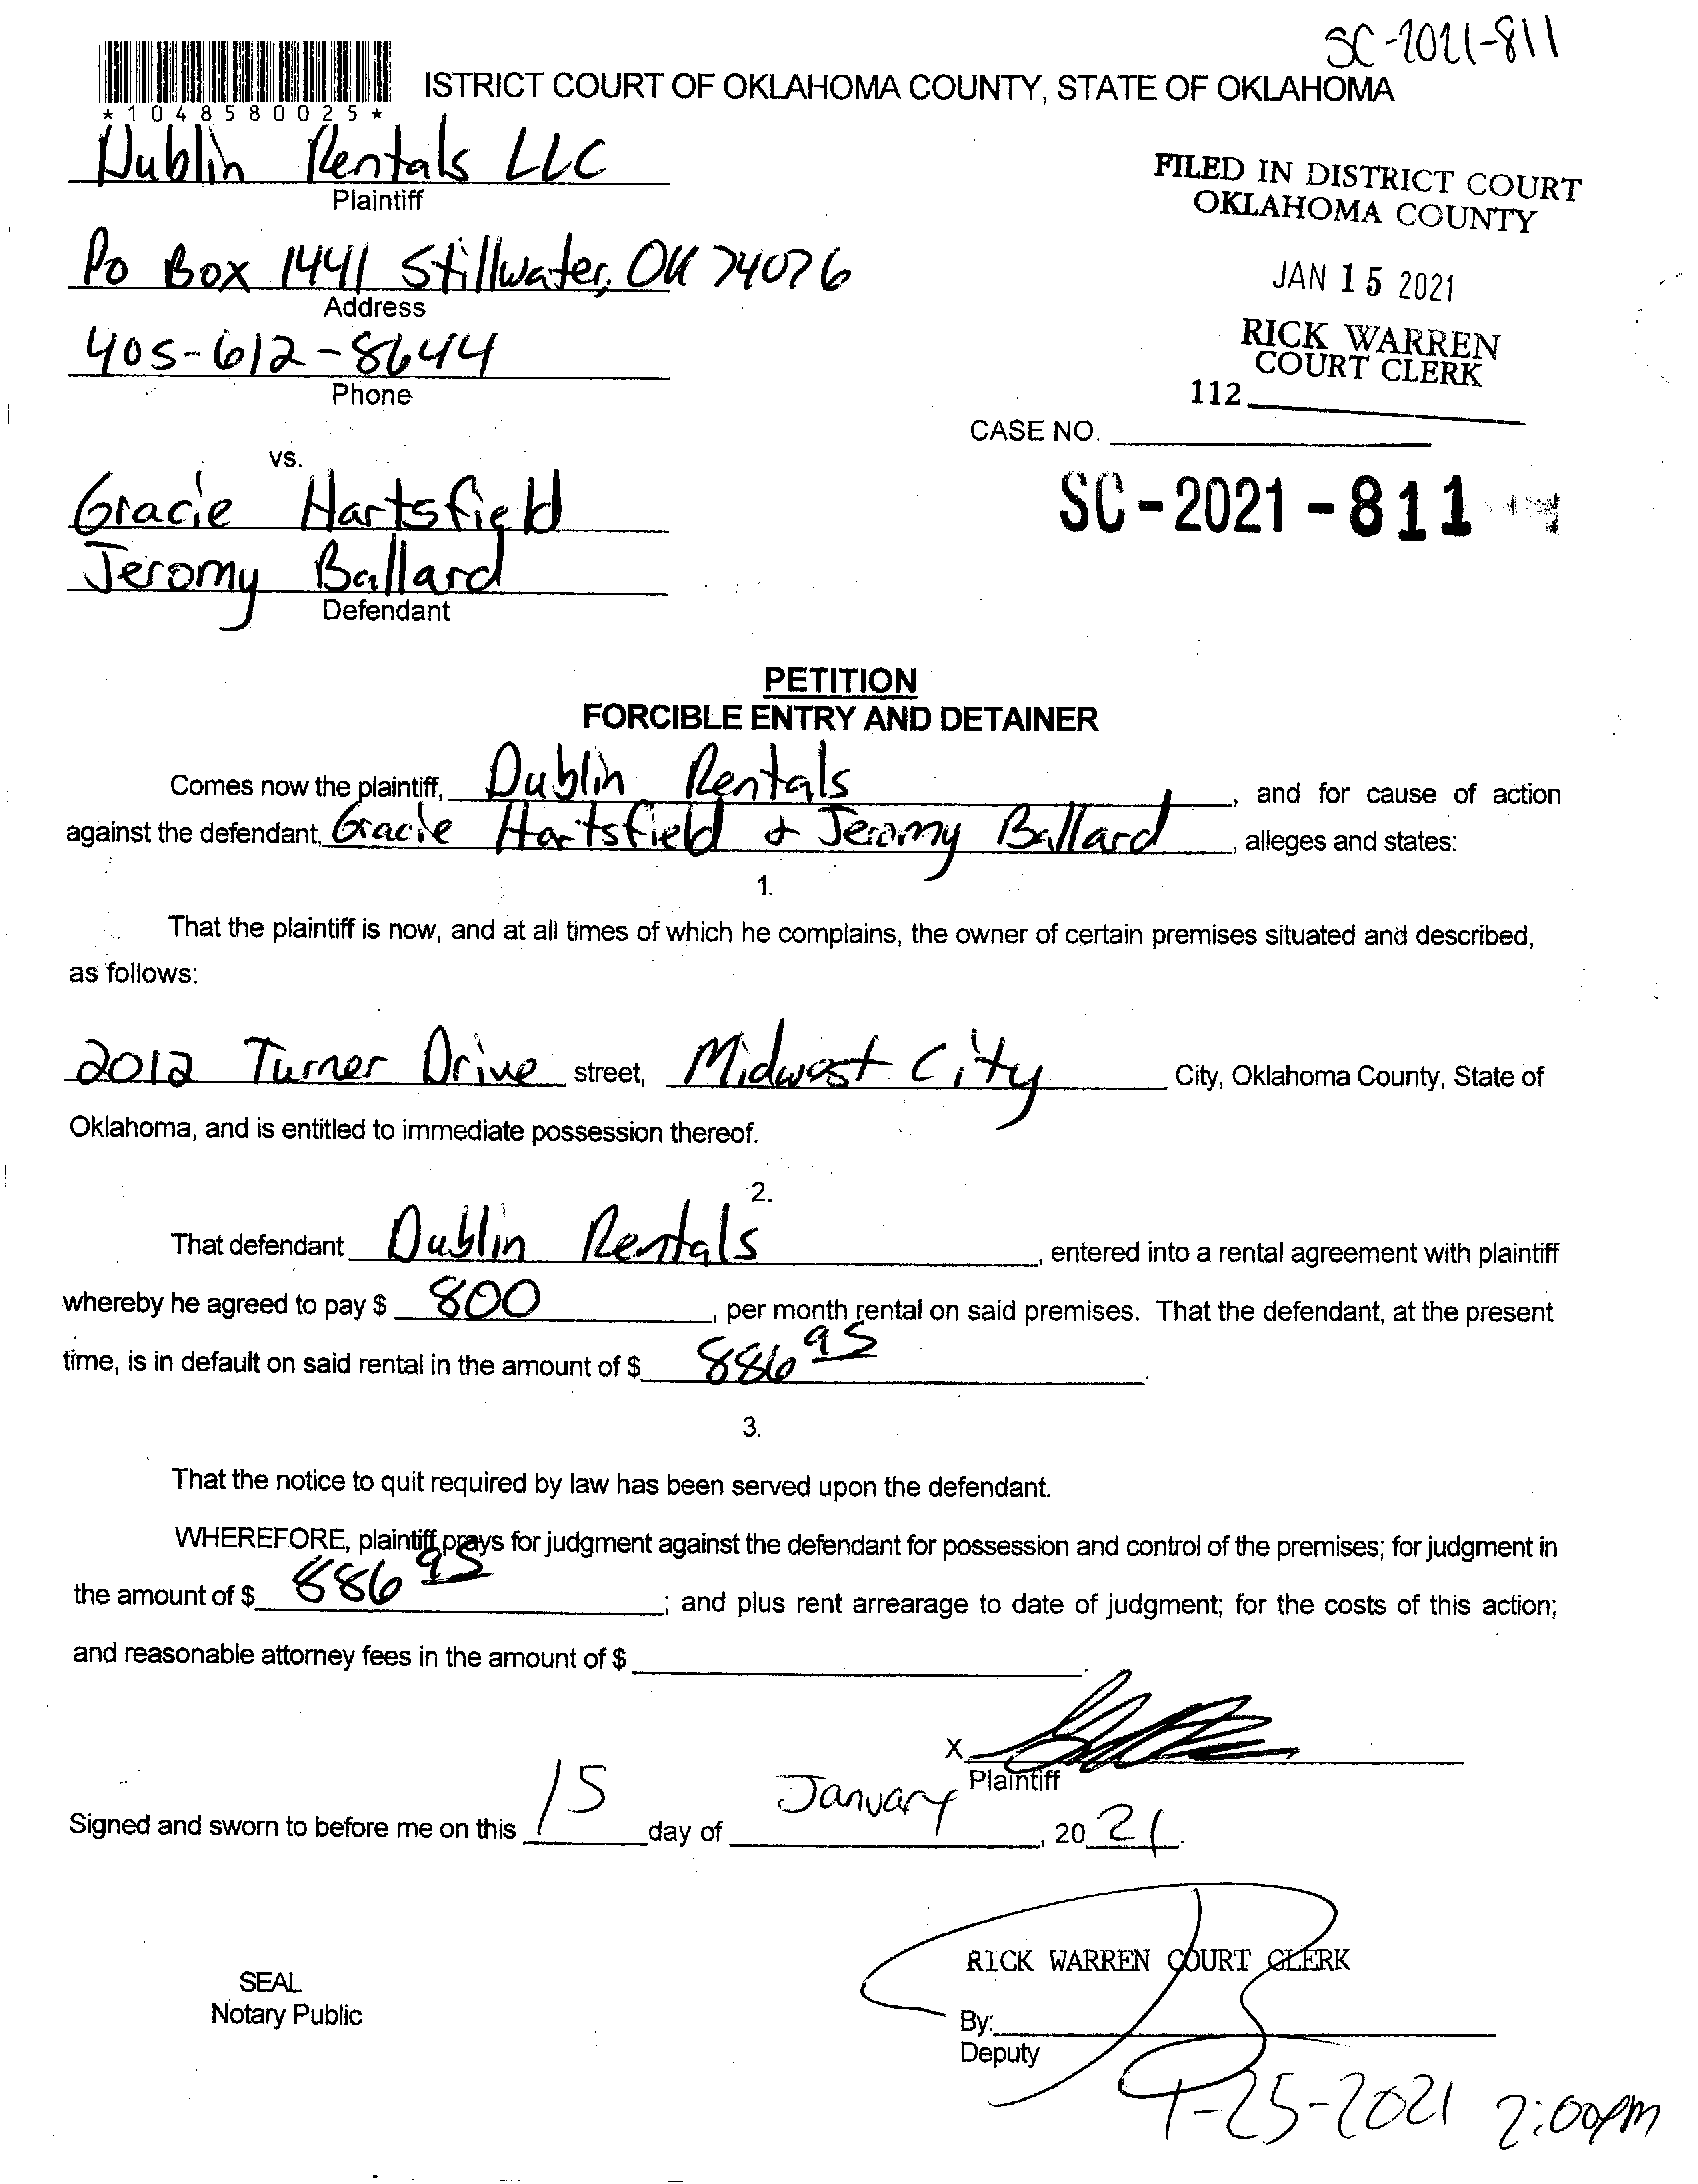 SC-2021-811
ISTRICT COURT OF OKLAHOMA COUNTY, STATE OF OKLAHOMA
*1048580025*
Dublin Rentals LLC
Plaintiff
FILED IN DISTRICT COURT
OKLAHOMA COUNTY
Po Box 1441 Stillwater, OK 74076
Address
JAN 15 2021
405-612-8644
Phone
RICK WARREN
COURT CLERK
112
CASE NO.
vs.
SC-2021-811
Gracie Hartsfield
Jeromy Ballard
Defendant
PETITION
FORCIBLE ENTRY AND DETAINER
Comes now the plaintiff, Dublin Rentals, and for cause of action
against the defendant, Gracie Hartsfield + Jeromy Ballard, alleges and states:
1.
That the plaintiff is now, and at all times of which he complains, the owner of certain premises situated and described,
as follows:
2012 Turner Drive street, Midwest City City, Oklahoma County, State of
Oklahoma, and is entitled to immediate possession thereof.
2.
That defendant Dublin Rentals, entered into a rental agreement with plaintiff
whereby he agreed to pay $ 800, per month rental on said premises. That the defendant, at the present
time, is in default on said rental in the amount of $ 886 95
3.
That the notice to quit required by law has been served upon the defendant.
WHEREFORE, plaintiff prays for judgment against the defendant for possession and control of the premises; for judgment in
the amount of $ 886 95; and plus rent arrearage to date of judgment; for the costs of this action;
and reasonable attorney fees in the amount of $
X
Plaintiff
Signed and sworn to before me on this 15 day of January, 20 21.
RICK WARREN COURT CLERK
SEAL
Notary Public
By:
Deputy
1-25-2021 2:00pm